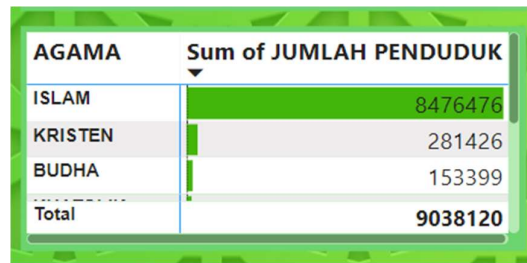 AGAMA Sum of JUMLAH PENDUDUK
ISLAM 8476476
KRISTEN 281426
BUDHA 153399
Total 9038120